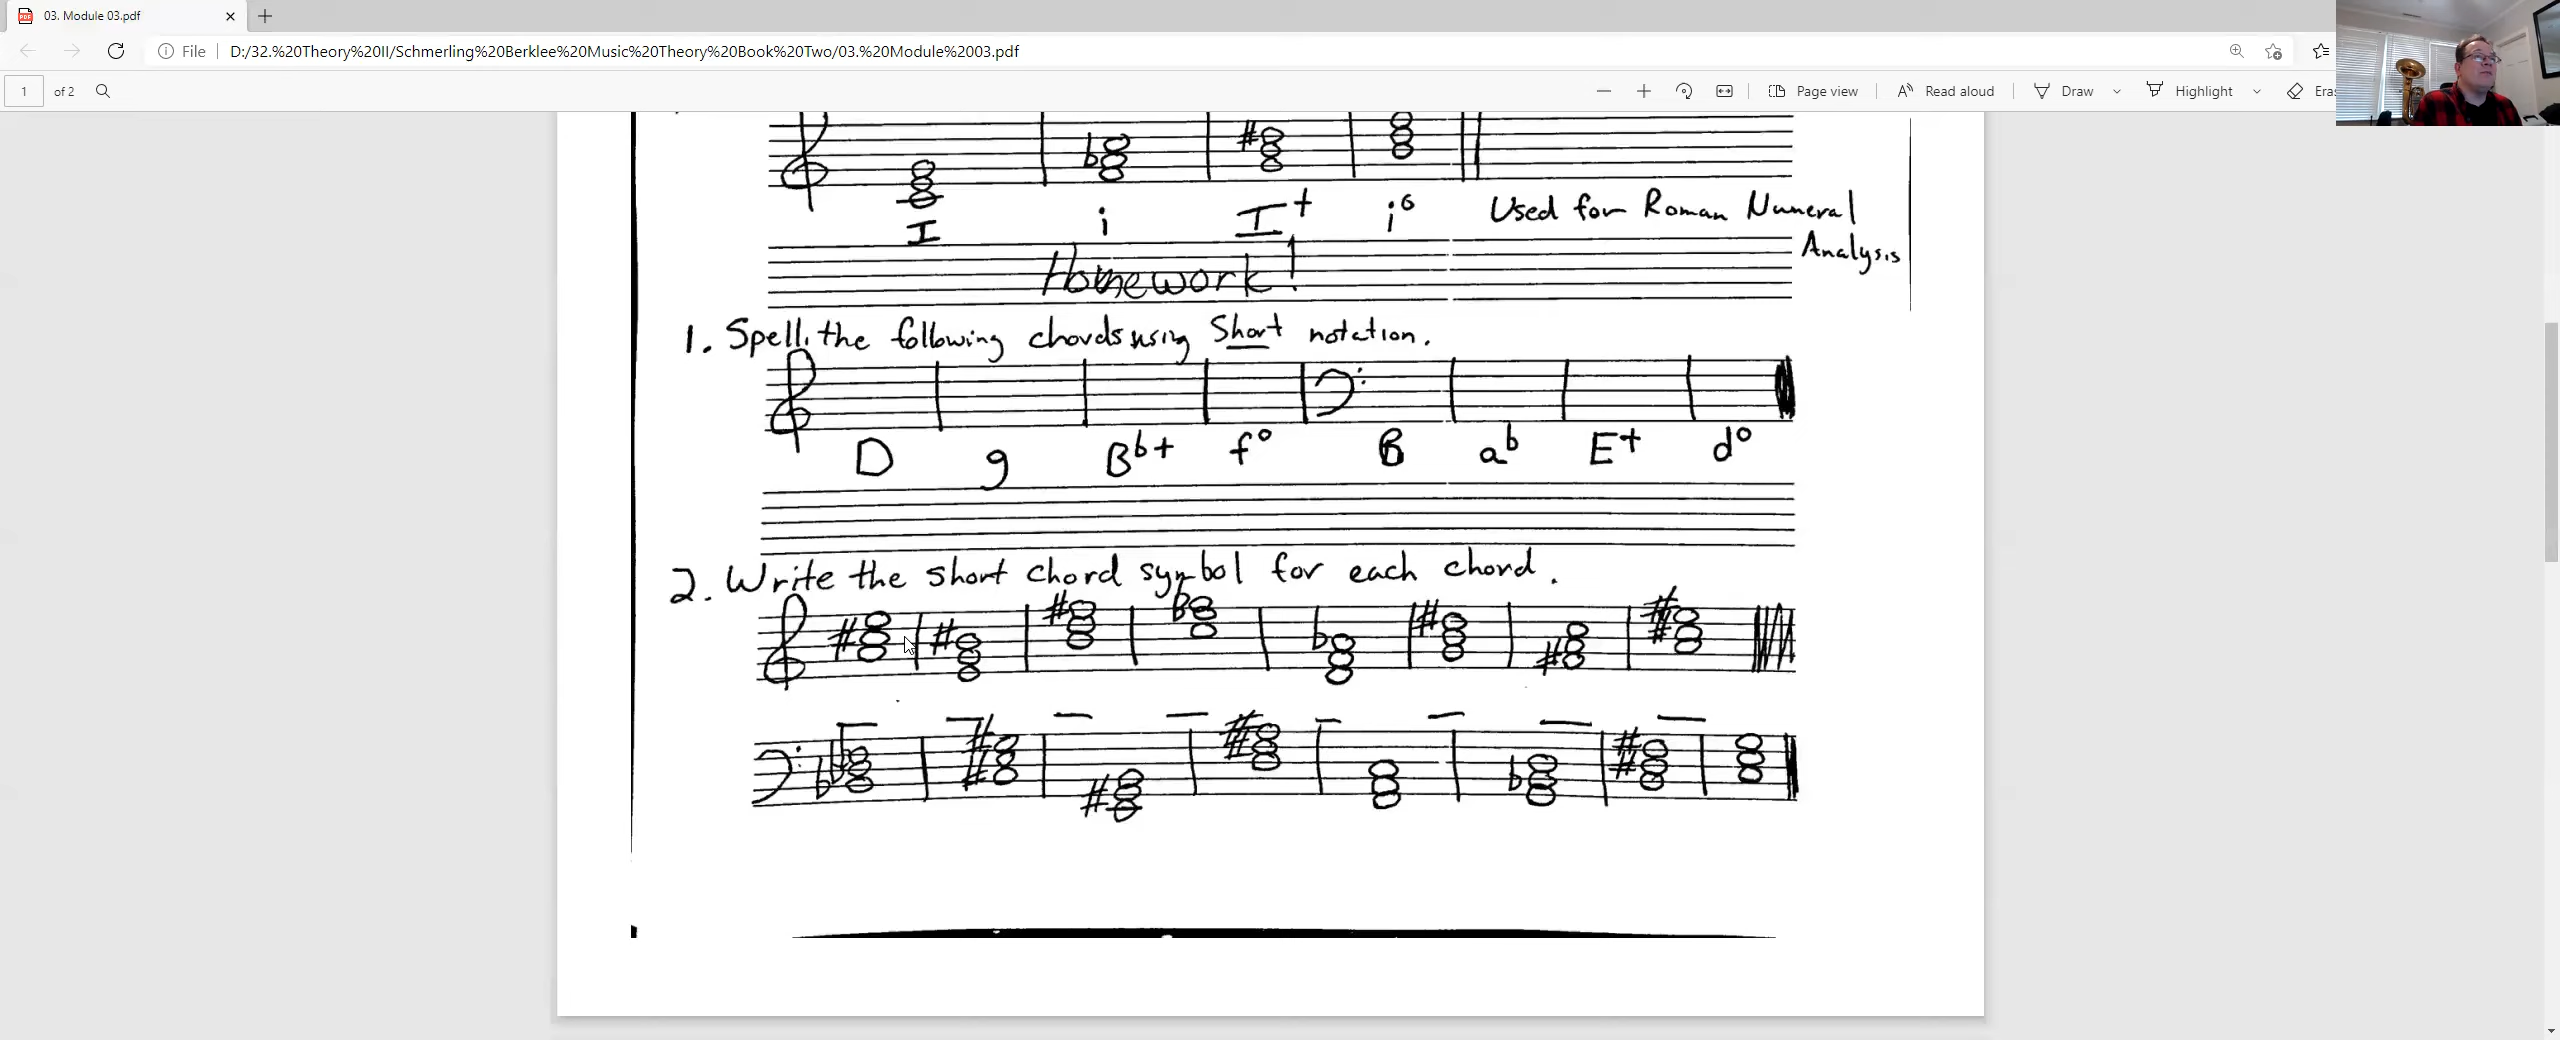 03. Module 03.pdf
File D:/32.%20Theory%20II/Schmerling%20Berklee%20Music%20Theory%20Book%20Two/03.%20Module%2003.pdf
1 of 2 Page view Read aloud Draw Highlight Eras
I i I+ i° Used for Roman Numeral
Analysis
Homework!
1. Spell the following chords using Short notation.
D g Bb+ f° B ab E+ d°
2. Write the short chord symbol for each chord.